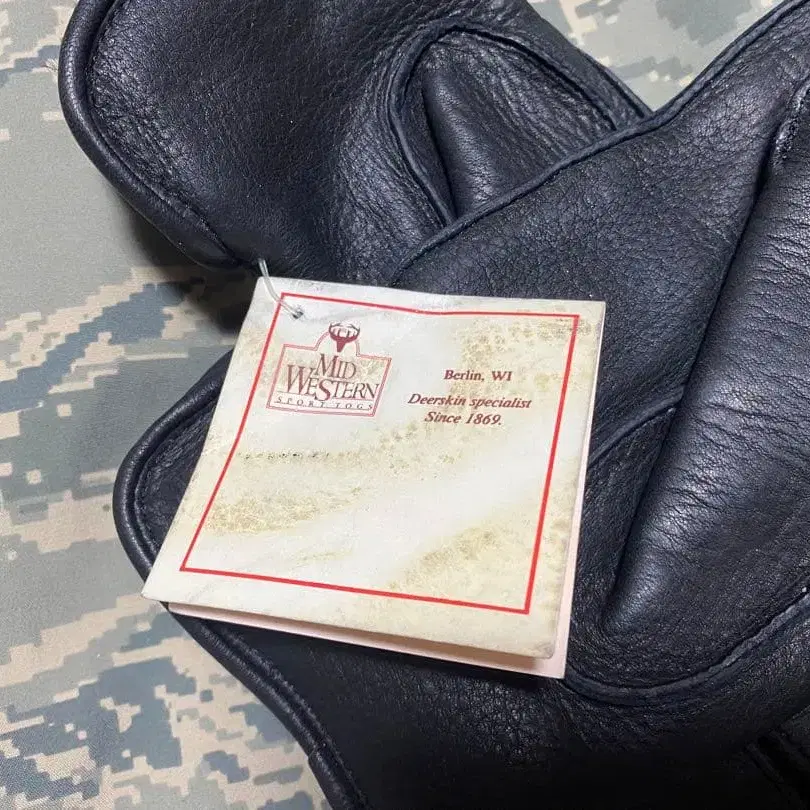 MID
WESTERN
SPORT TOGS
Berlin, WI
Deerskin specialist
Since 1869.